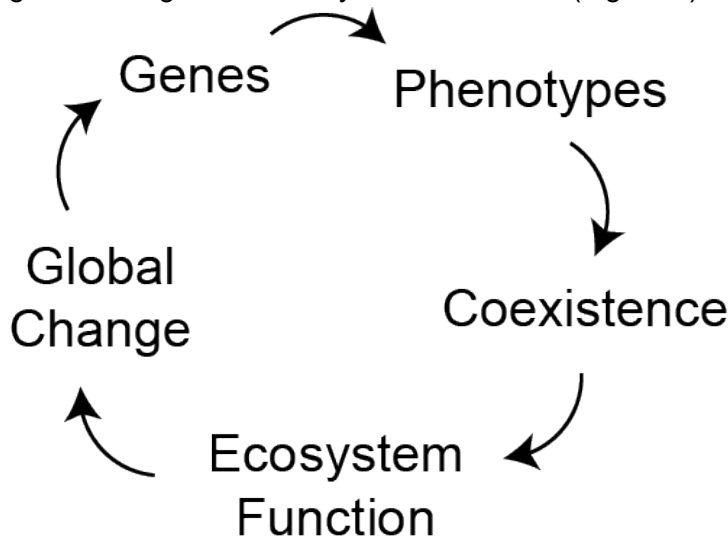 Genes
Phenotypes
Coexistence
Ecosystem
Function
Global
Change